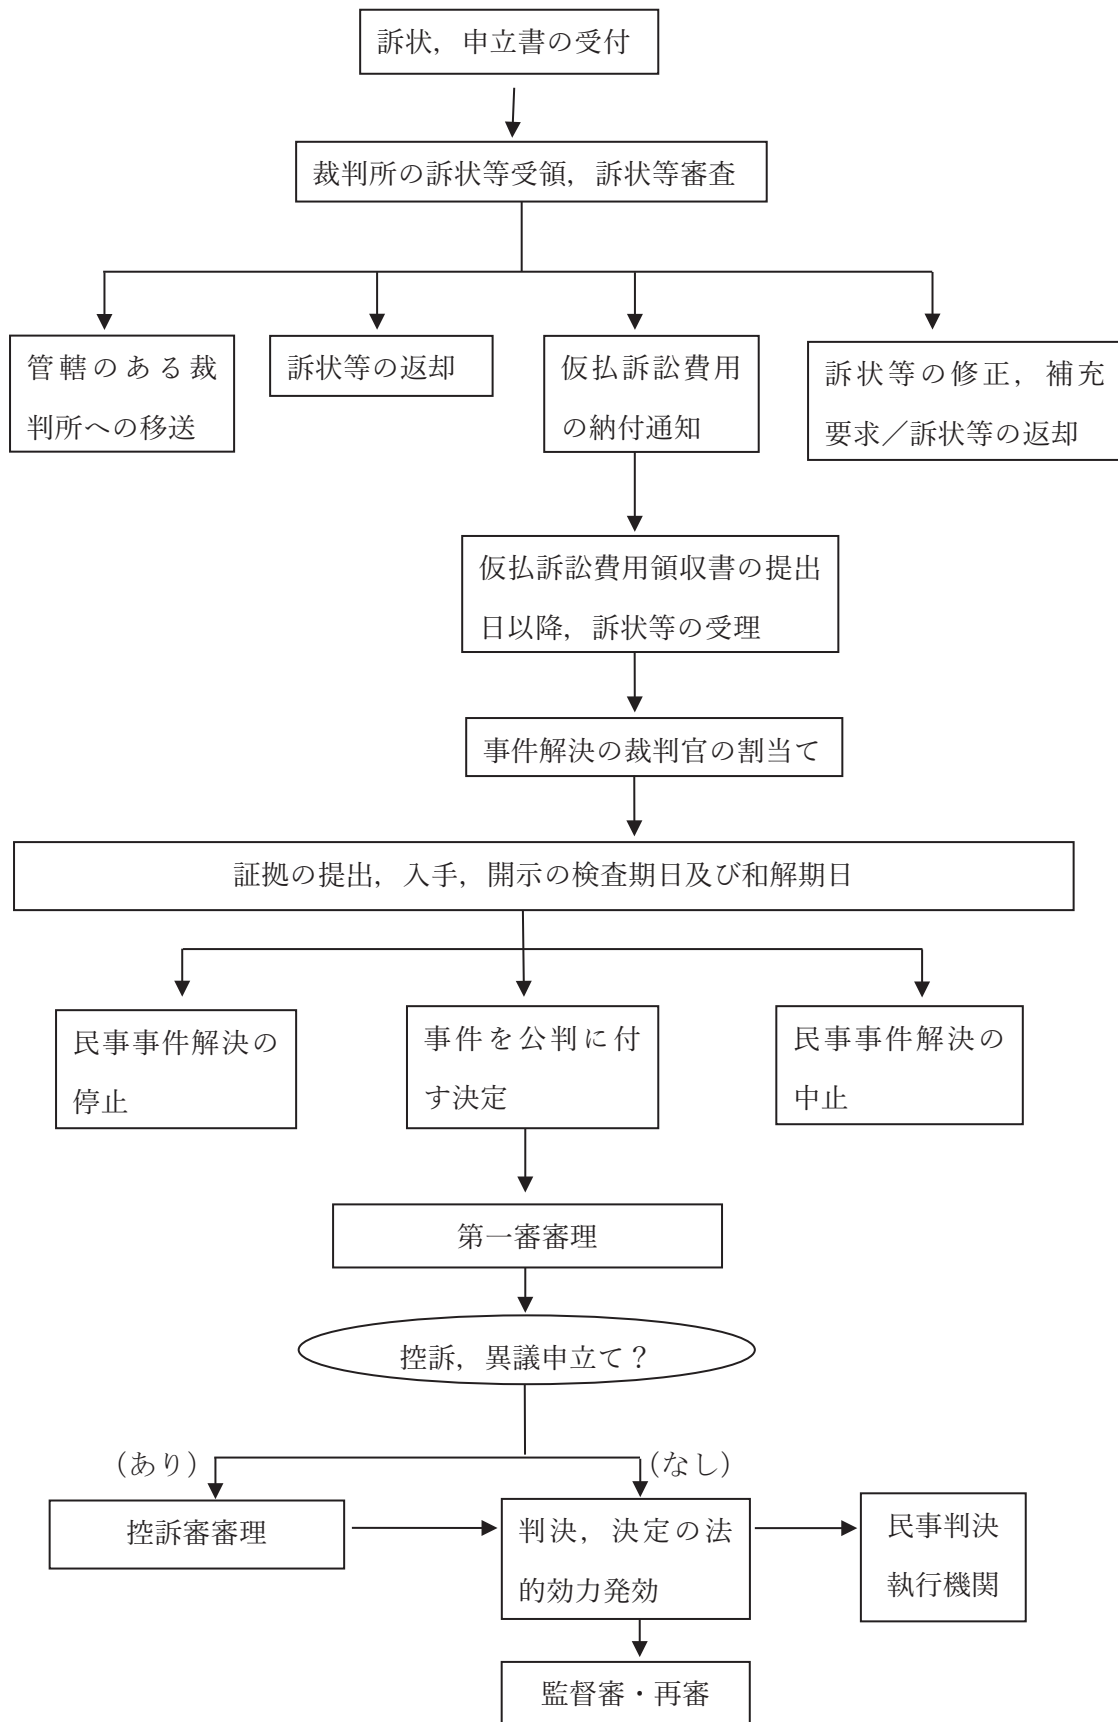 訴状，申立書の受付
裁判所の訴状等受領，訴状等審査
管轄のある裁
判所への移送
訴状等の返却
仮払訴訟費用
の納付通知
訴状等の修正，補充
要求／訴状等の返却
仮払訴訟費用領収書の提出
日以降，訴状等の受理
事件解決の裁判官の割当て
証拠の提出，入手，開示の検査期日及び和解期日
民事事件解決の
停止
事件を公判に付
す決定
民事事件解決の
中止
第一審審理
控訴，異議申立て？
（あり）
（なし）
控訴審審理
判決，決定の法
的効力発効
民事判決
執行機関
監督審・再審